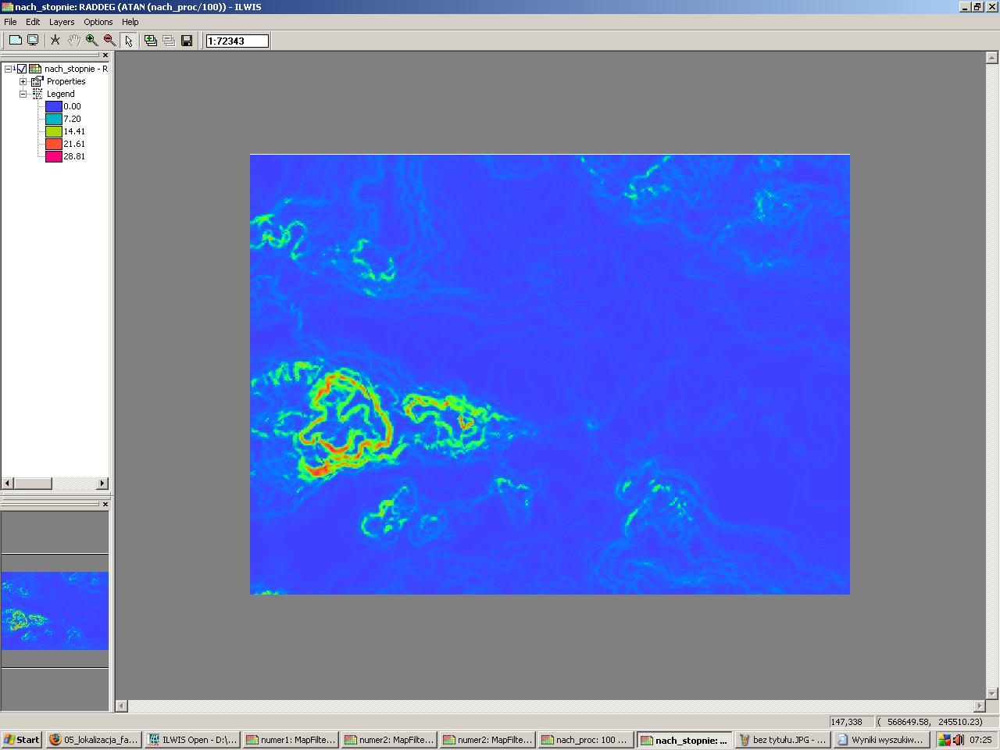 nach_stopnie: RADDEG (ATAN (nach_proc/100)) - ILWIS
File Edit Layers Options Help
1:72343
nach_stopnie - R
Properties
Legend
0.00
7.20
14.41
21.61
28.81
147,338 ( 568649.58, 245510.23)
Start 05_lokalizacja_fa... ILWIS Open - D:\... numer1: MapFilte... numer2: MapFilte... numer2: MapFilte... nach_proc: 100 ... nach_stopnie: ... bez tytułu.JPG - ... Wyniki wyszukiw... 07:25